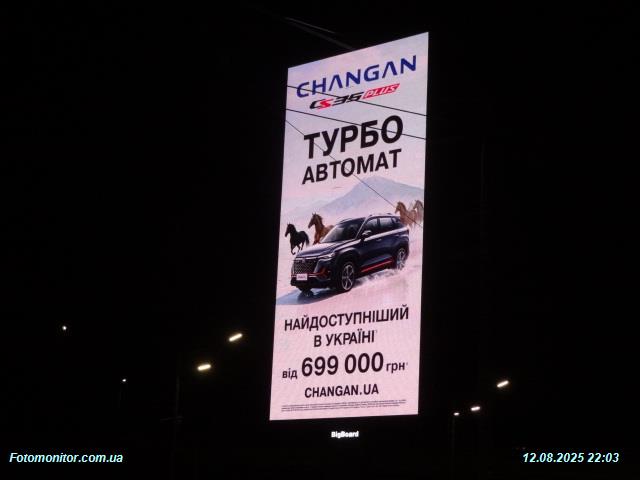 CHANGAN
CS35 PLUS
ТУРБО
АВТОМАТ
НАЙДОСТУПНІШИЙ
В УКРАЇНІ
від 699 000 грн
CHANGAN.UA
BigBoard
Fotomonitor.com.ua
12.08.2025 22:03